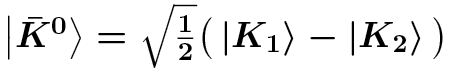 |K̄⁰⟩ = √(1/2)( |K₁⟩ − |K₂⟩ )